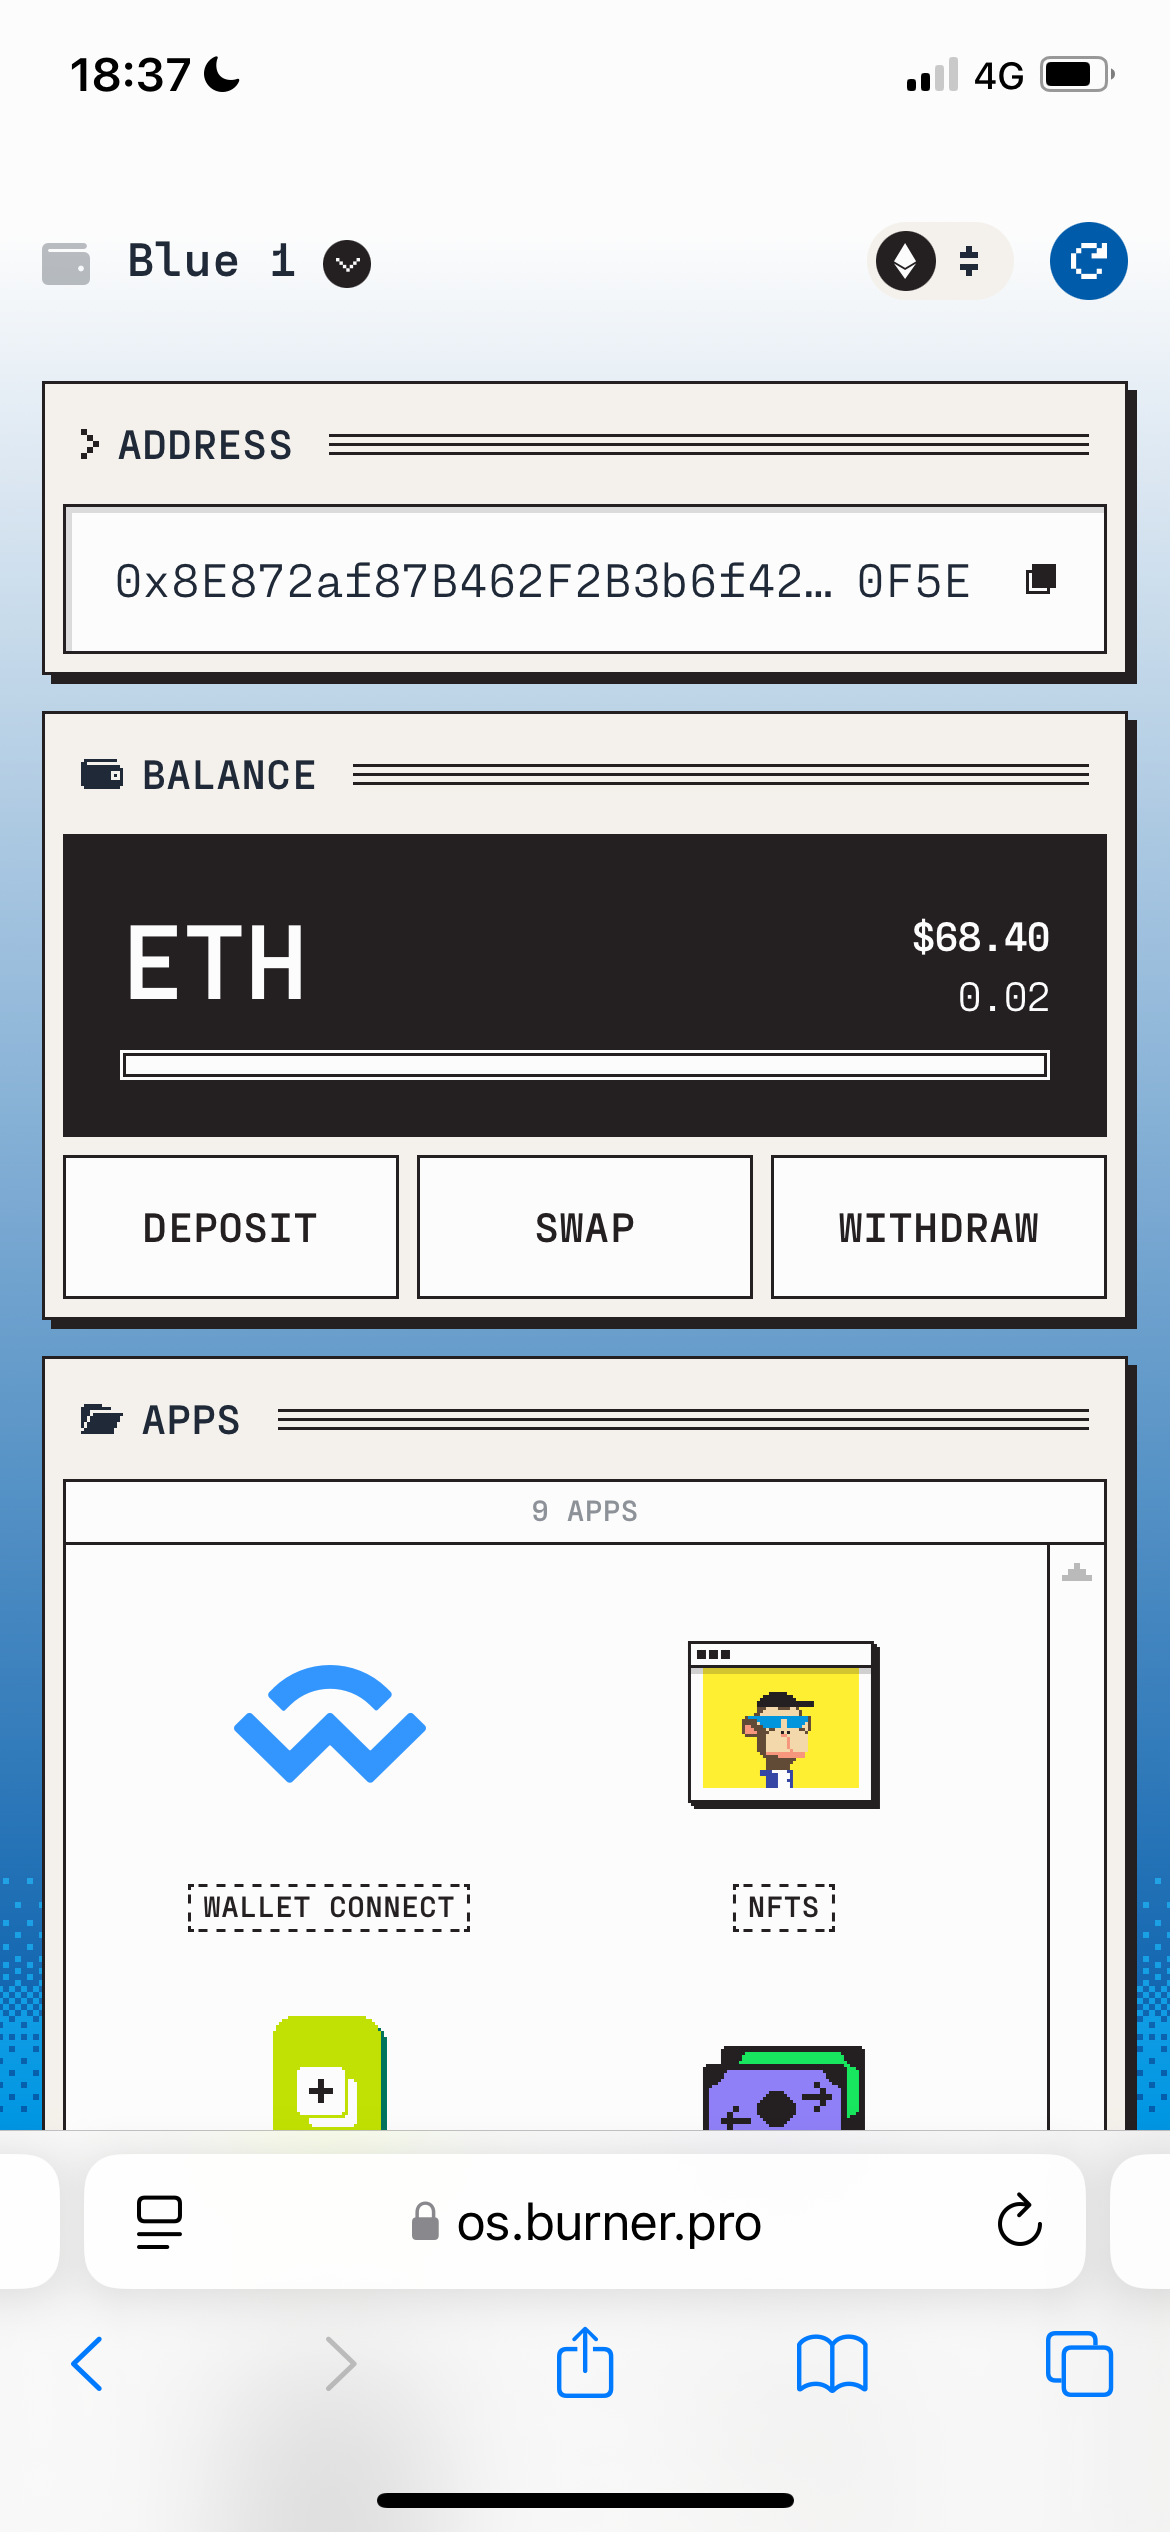 18:37
4G
Blue 1
ADDRESS
0x8E872af87B462F2B3b6f42… 0F5E
BALANCE
ETH
$68.40
0.02
DEPOSIT
SWAP
WITHDRAW
APPS
9 APPS
WALLET CONNECT
NFTS
os.burner.pro